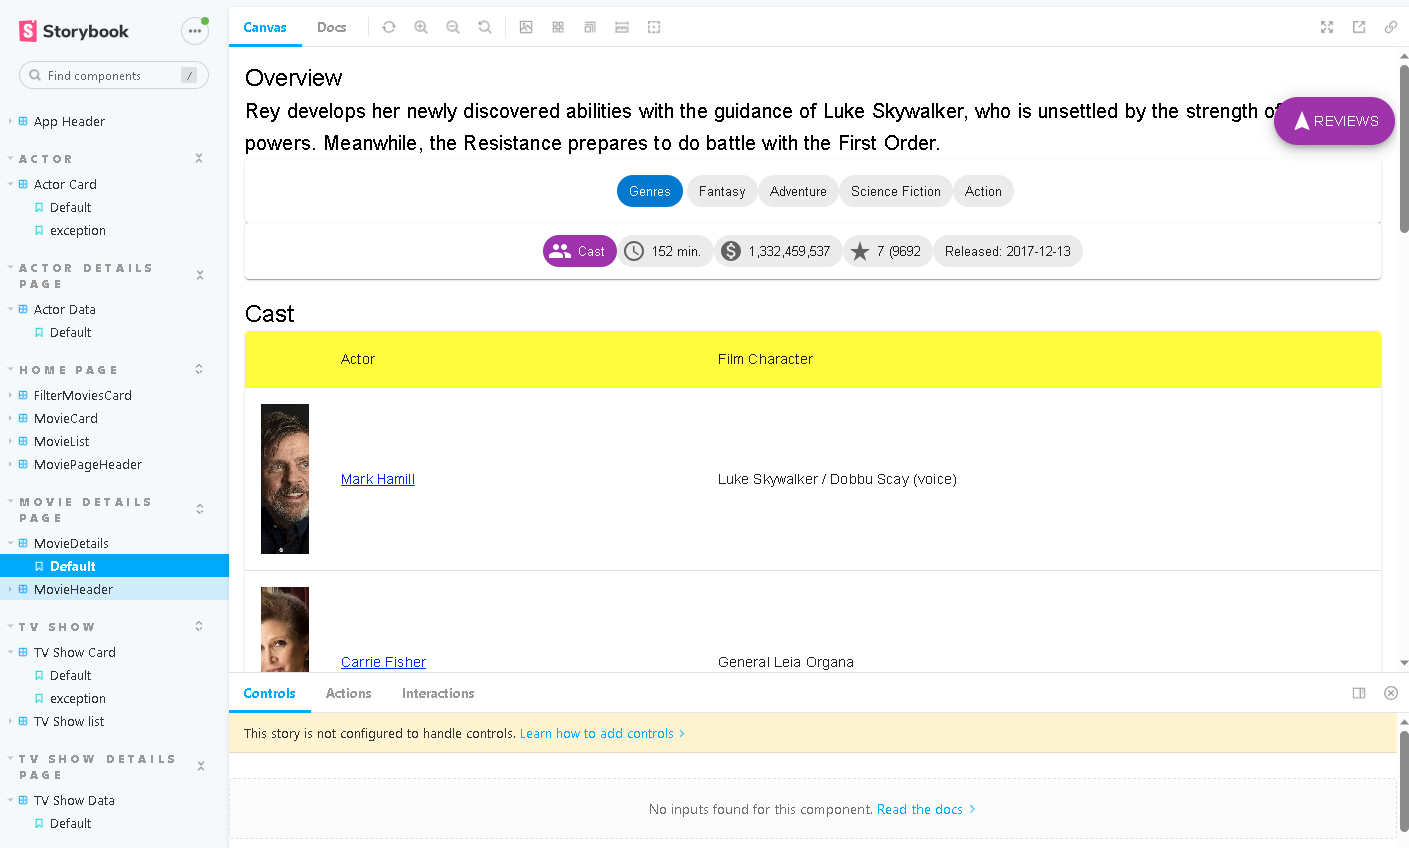 Storybook
Find components
/
App Header
ACTOR
Actor Card
Default
exception
ACTOR DETAILS
PAGE
Actor Data
Default
HOME PAGE
FilterMoviesCard
MovieCard
MovieList
MoviePageHeader
MOVIE DETAILS
PAGE
MovieDetails
Default
MovieHeader
TV SHOW
TV Show Card
Default
exception
TV Show list
TV SHOW DETAILS
PAGE
TV Show Data
Default
Canvas Docs
Overview
Rey develops her newly discovered abilities with the guidance of Luke Skywalker, who is unsettled by the strength of
powers. Meanwhile, the Resistance prepares to do battle with the First Order.
REVIEWS
Genres Fantasy Adventure Science Fiction Action
Cast 152 min. 1,332,459,537 7 (9692 Released: 2017-12-13
Cast
Actor Film Character
Mark Hamill Luke Skywalker / Dobbu Scay (voice)
Carrie Fisher General Leia Organa
Controls Actions Interactions
This story is not configured to handle controls. Learn how to add controls
No inputs found for this component. Read the docs